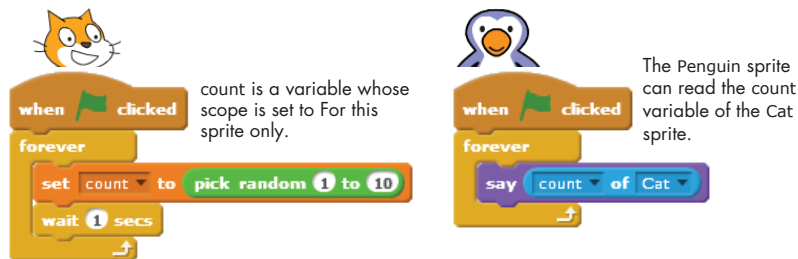 count is a variable whose
scope is set to For this
sprite only.
when clicked
forever
set count to pick random 1 to 10
wait 1 secs
The Penguin sprite
can read the count
variable of the Cat
sprite.
when clicked
forever
say count of Cat